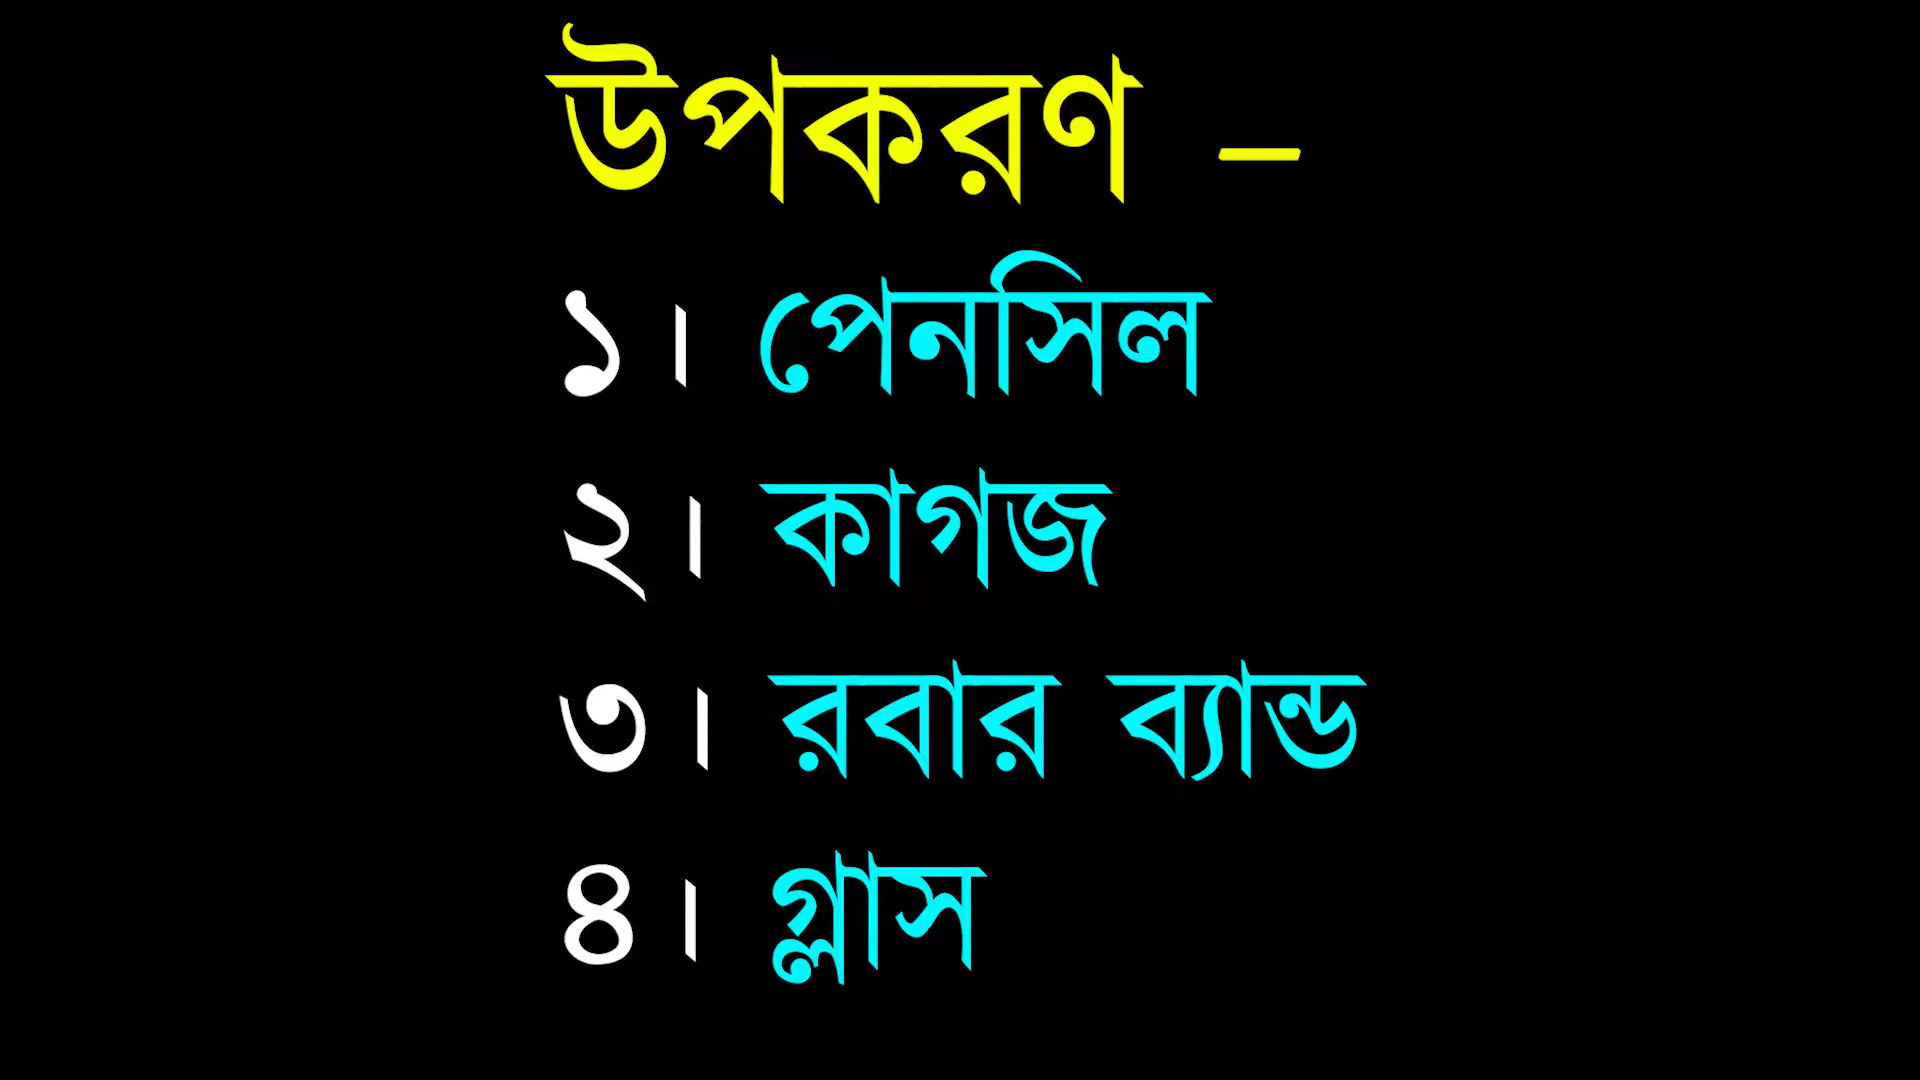 উপকরণ –
১। পেনসিল
২। কাগজ
৩। রবার ব্যান্ড
৪। গ্লাস